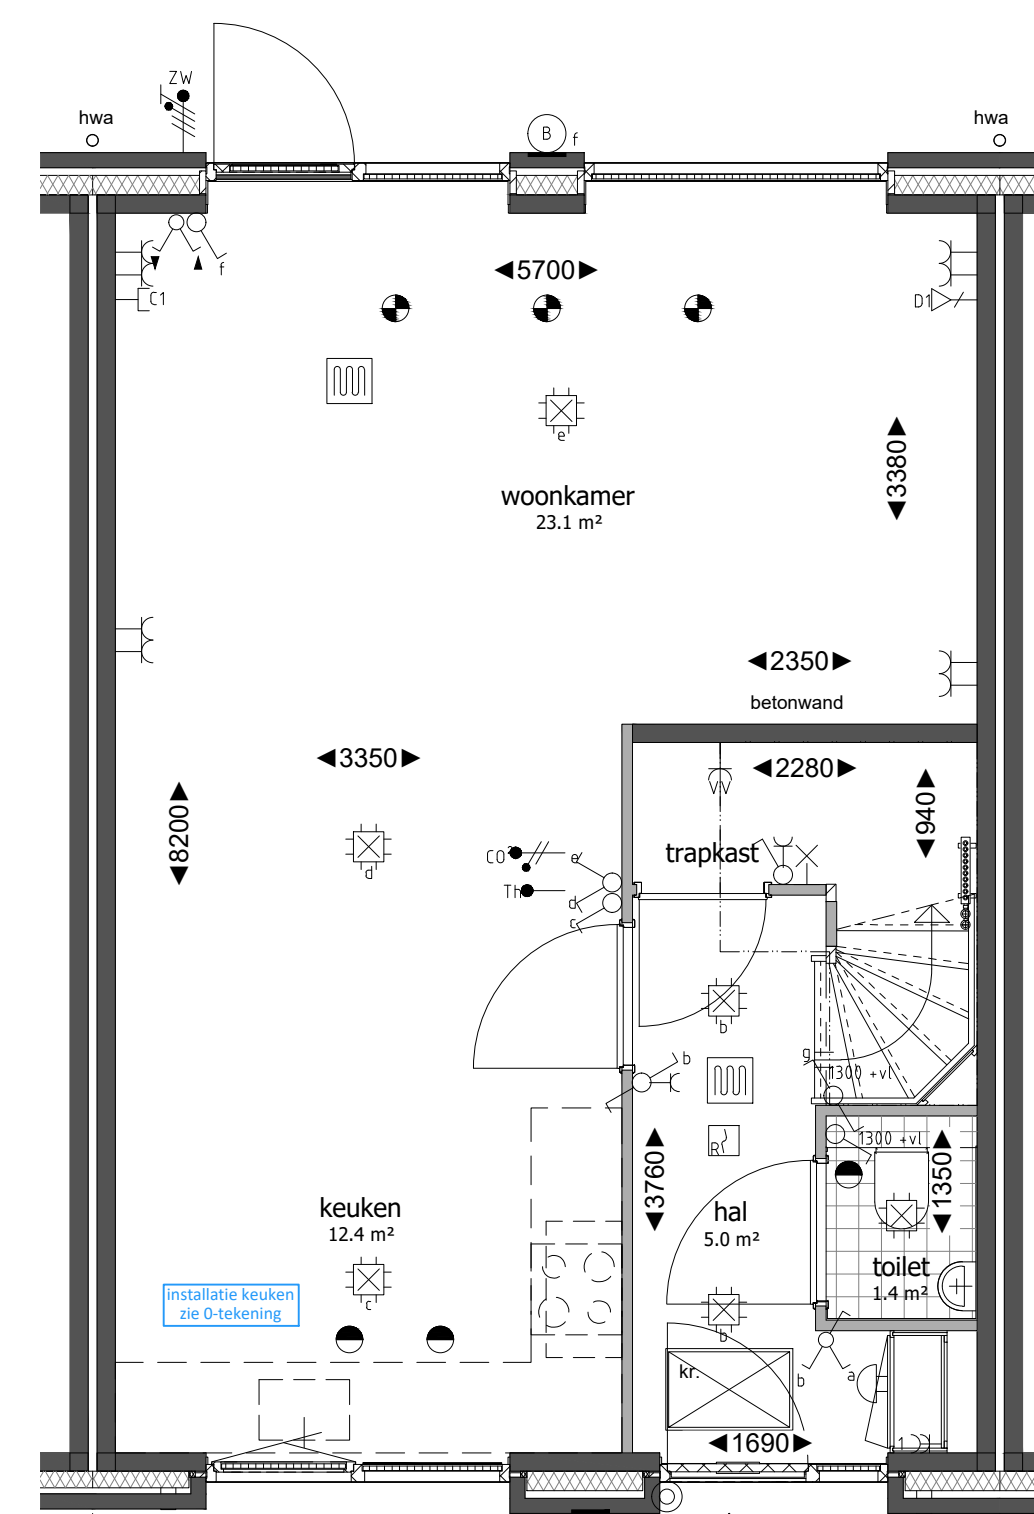 ZW
hwa
hwa
B
f
f
5700
C1
D1
e
3380
woonkamer
23.1 m²
2350
betonwand
3350
2280
8200
940
d
CO²
e
trapkast
Th
d
c
b
b
g
1300 +vl
R
1300 +vl
3760
1350
keuken
12.4 m²
hal
5.0 m²
toilet
1.4 m²
c
installatie keuken
zie 0-tekening
b
kr.
b
a
1690
1